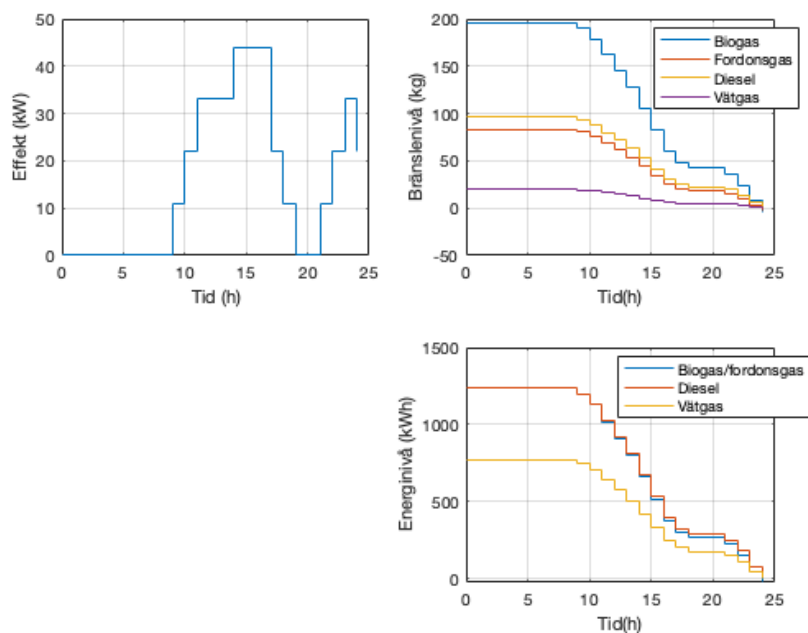 50
40
30
20
10
0
Effekt (kW)
0 5 10 15 20 25
Tid (h)
200
150
100
50
0
-50
Bränslenivå (kg)
Biogas
Fordonsgas
Diesel
Vätgas
0 5 10 15 20 25
Tid(h)
1500
1000
500
0
Energinivå (kWh)
Biogas/fordonsgas
Diesel
Vätgas
0 5 10 15 20 25
Tid(h)